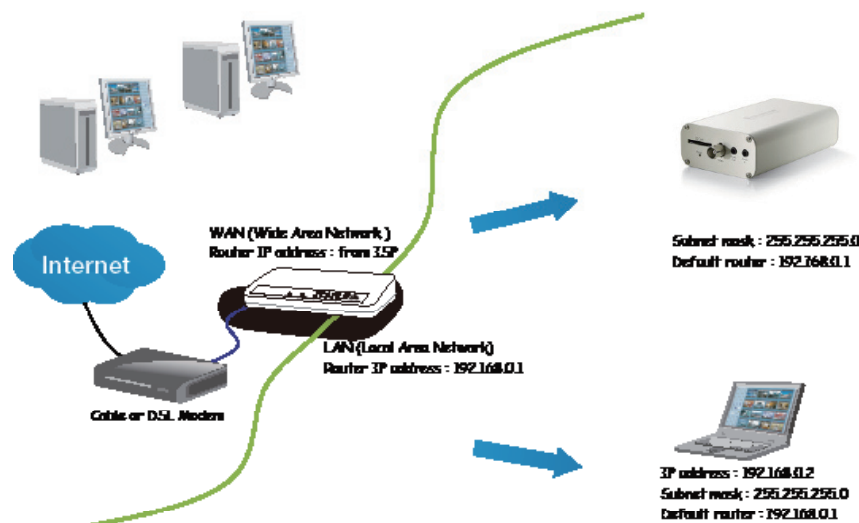 WAN (Wide Area Network )
Router IP address : from ISP
Internet
LAN (Local Area Network)
Router IP address : 192.168.0.1
Cable or DSL Modem
Subnet mask : 255.255.255.0
Default router : 192.168.0.1
IP address : 192.168.0.2
Subnet mask : 255.255.255.0
Default router : 192.168.0.1